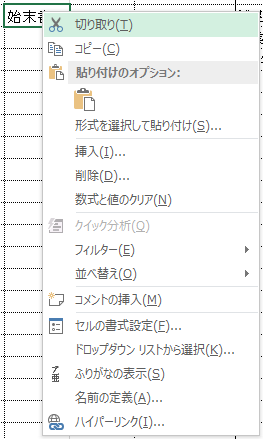 始末書
切り取り(T)
コピー(C)
貼り付けのオプション:
形式を選択して貼り付け(S)...
挿入(I)...
削除(D)...
数式と値のクリア(N)
クイック分析(Q)
フィルター(E)
並べ替え(O)
コメントの挿入(M)
セルの書式設定(F)...
ドロップダウン リストから選択(K)...
ふりがなの表示(S)
名前の定義(A)...
ハイパーリンク(I)...